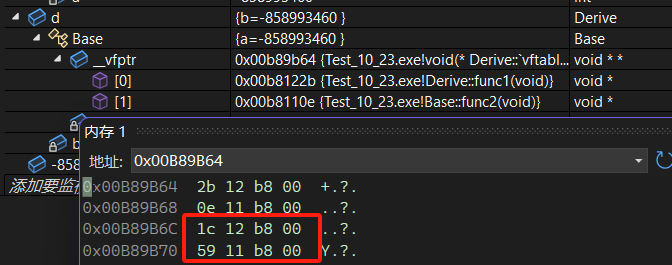 d {b=-858993460 } Derive
Base {a=-858993460 } Base
__vfptr 0x00b89b64 {Test_10_23.exe!void(* Derive::`vftabl... void * *
[0] 0x00b8122b {Test_10_23.exe!Derive::func1(void)} void *
[1] 0x00b8110e {Test_10_23.exe!Base::func2(void)} void *
内存 1
地址: 0x00B89B64
0x00B89B64 2b 12 b8 00 +.?.
0x00B89B68 0e 11 b8 00 ..?.
0x00B89B6C 1c 12 b8 00 ..?.
0x00B89B70 59 11 b8 00 Y.?.
b
-858
添加要监